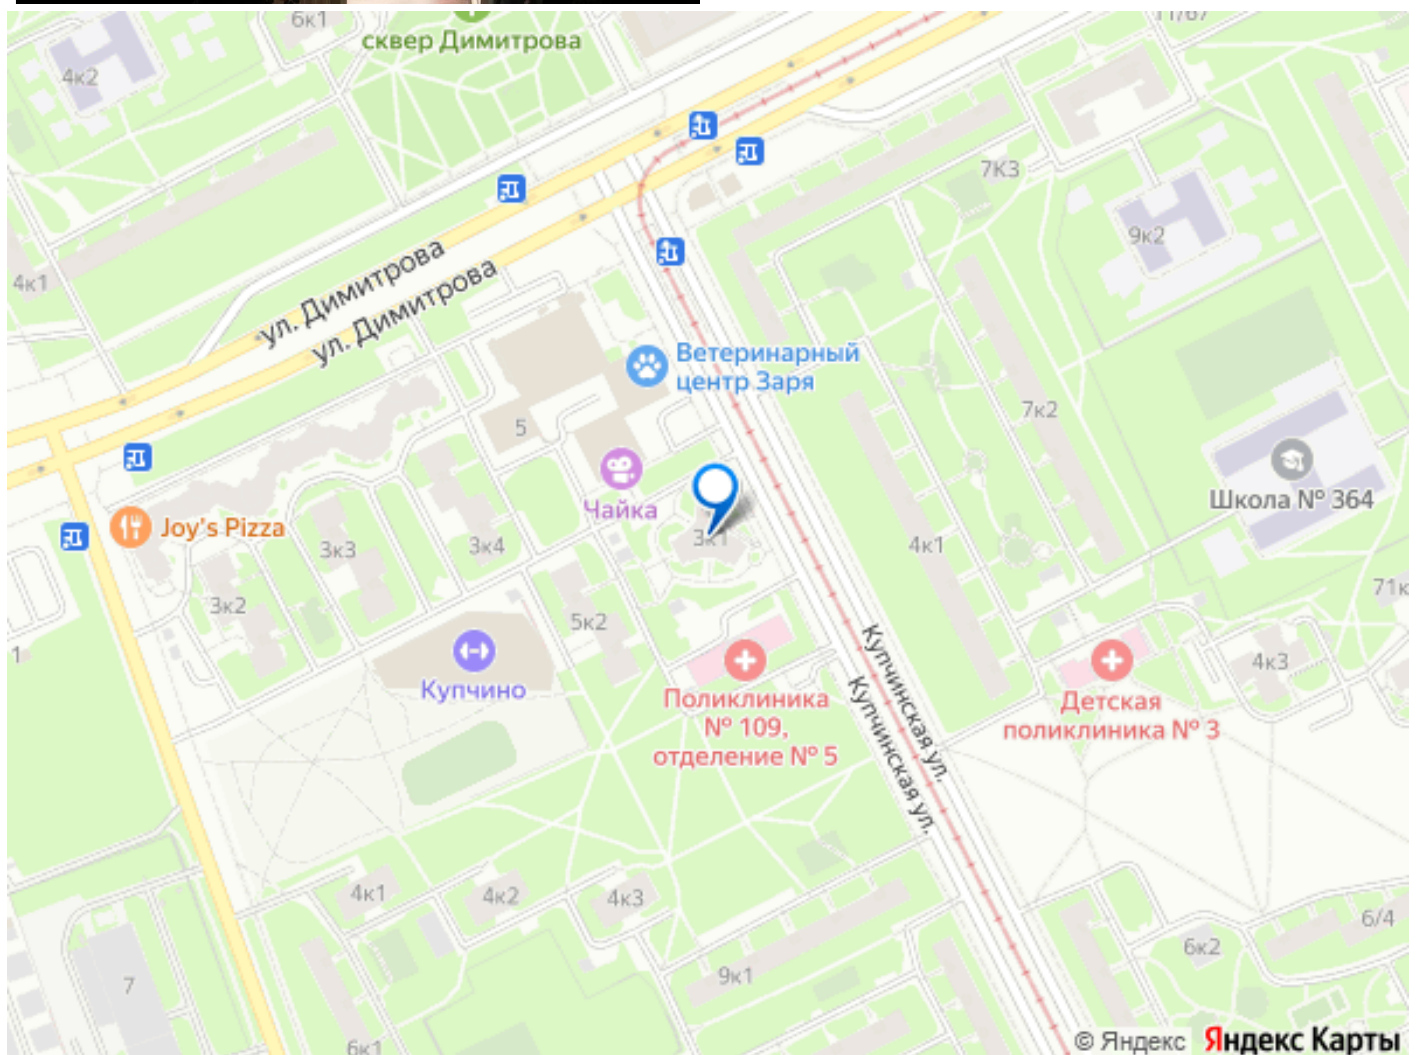 6к1
11/67
сквер Димитрова
4к2
7К3
9к2
4к1
ул. Димитрова
ул. Димитрова
Ветеринарный
центр Заря
7к2
5
Чайка
Школа № 364
Joy's Pizza
3к3
3к4
3к1
4к1
3к2
5к2
71к
1
Купчино
Поликлиника
№ 109,
отделение № 5
Купчинская ул.
Купчинская ул.
4к3
Детская
поликлиника № 3
4к1
4к2
4к3
6/4
6к2
7
9к1
6к1
© Яндекс Яндекс Карты